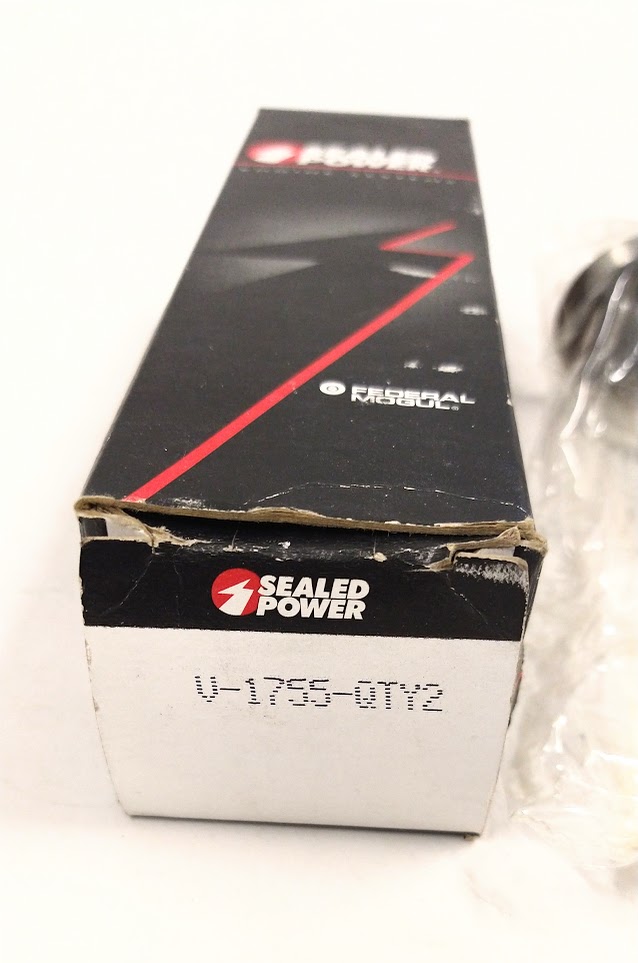 SEALED
POWER
FEDERAL
MOGUL®
SEALED
POWER
V-1755-QTY2